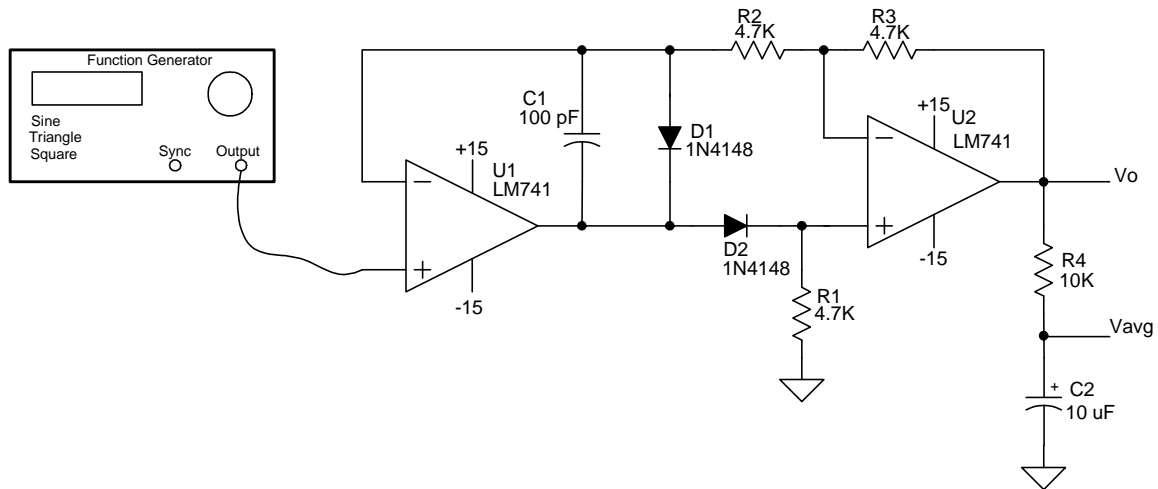 Function Generator
Sine
Triangle
Square
Sync
Output
+15
U1
LM741
-15
C1
100 pF
D1
1N4148
D2
1N4148
R1
4.7K
R2
4.7K
R3
4.7K
+15
U2
LM741
-15
Vo
R4
10K
Vavg
+
C2
10 uF